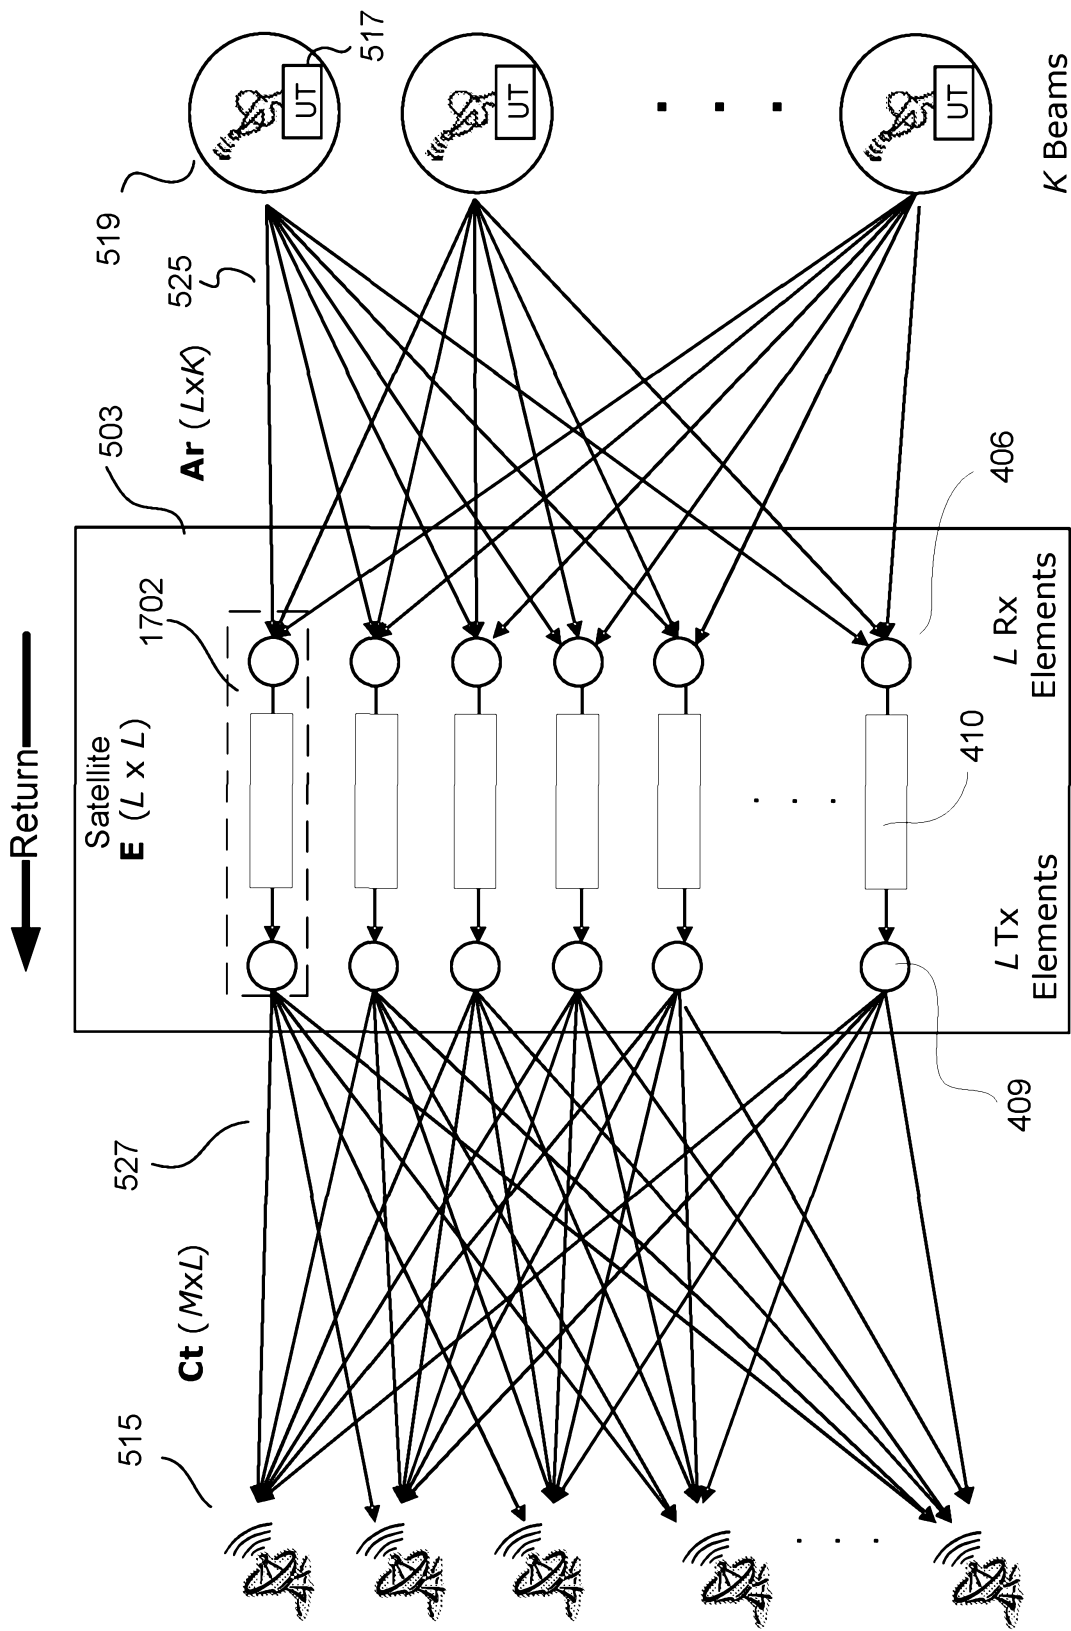 Return
Satellite
E (L x L)
1702
503
Ar (LxK)
525
519
517
UT
UT
UT
K Beams
406
L Rx
Elements
410
L Tx
Elements
409
527
Ct (MxL)
515